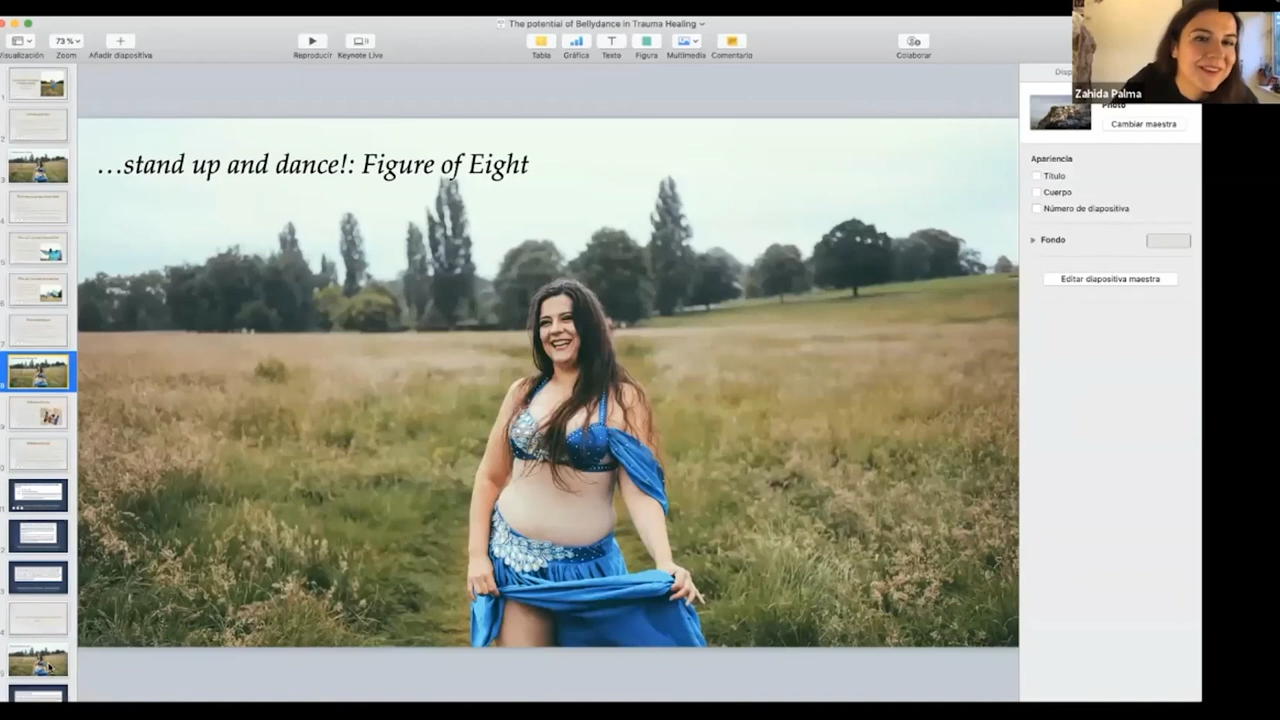 The potential of Bellydance in Trauma Healing
73 %
Visualización
Zoom
Añadir diapositiva
Reproducir
Keynote Live
Tabla
Gráfica
Texto
Figura
Multimedia
Comentario
Colaborar
Zahida Palma
Cambiar maestra
…stand up and dance!: Figure of Eight
Apariencia
Título
Cuerpo
Número de diapositiva
Fondo
Editar diapositiva maestra